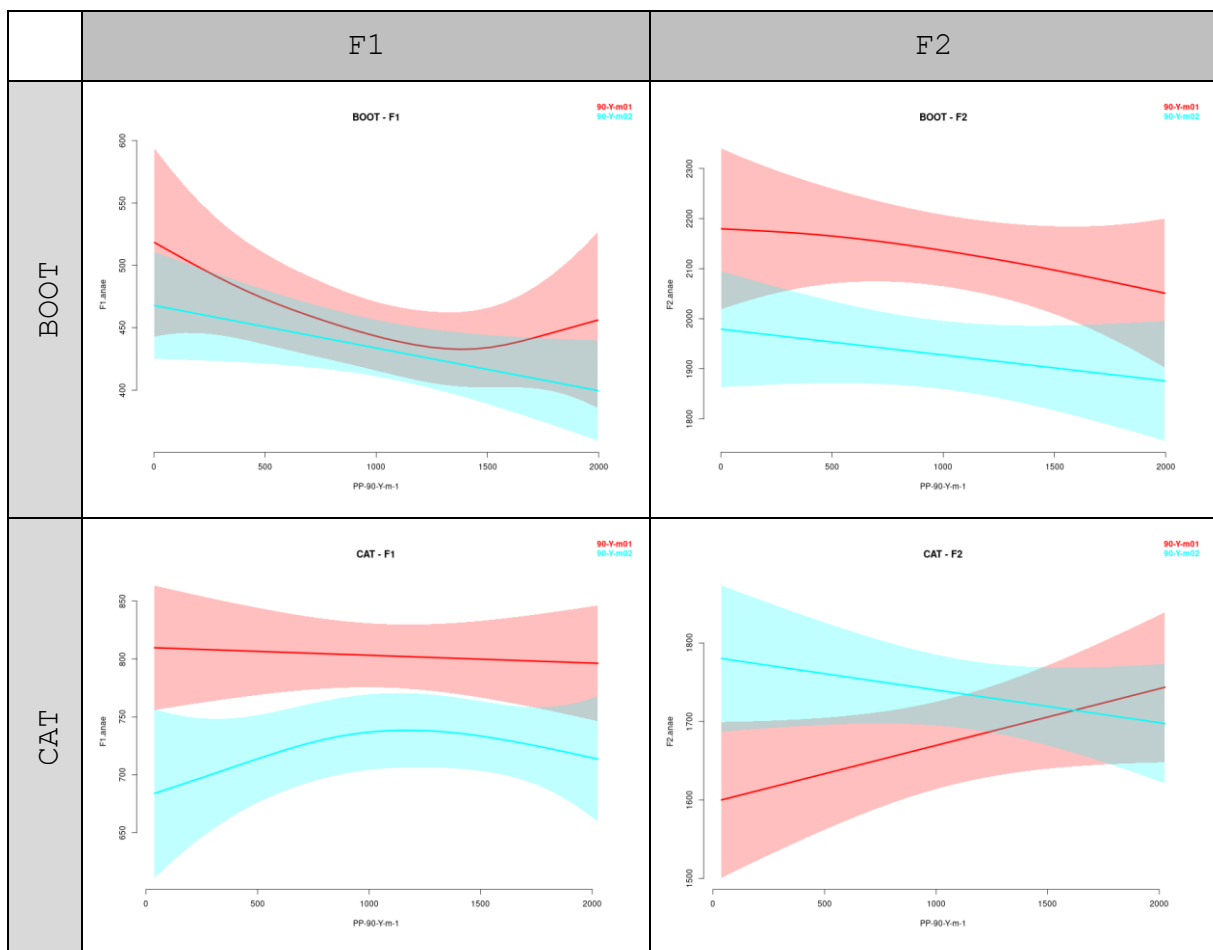 F1
F2
BOOT
BOOT - F1
90-Y-m01
90-Y-m02
F1.anae
600
550
500
450
400
0
500
1000
1500
2000
PP-90-Y-m-1
BOOT - F2
90-Y-m01
90-Y-m02
F2.anae
2300
2200
2100
2000
1900
1800
0
500
1000
1500
2000
PP-90-Y-m-1
CAT
CAT - F1
90-Y-m01
90-Y-m02
F1.anae
850
800
750
700
650
0
500
1000
1500
2000
PP-90-Y-m-1
CAT - F2
90-Y-m01
90-Y-m02
F2.anae
1800
1700
1600
1500
0
500
1000
1500
2000
PP-90-Y-m-1